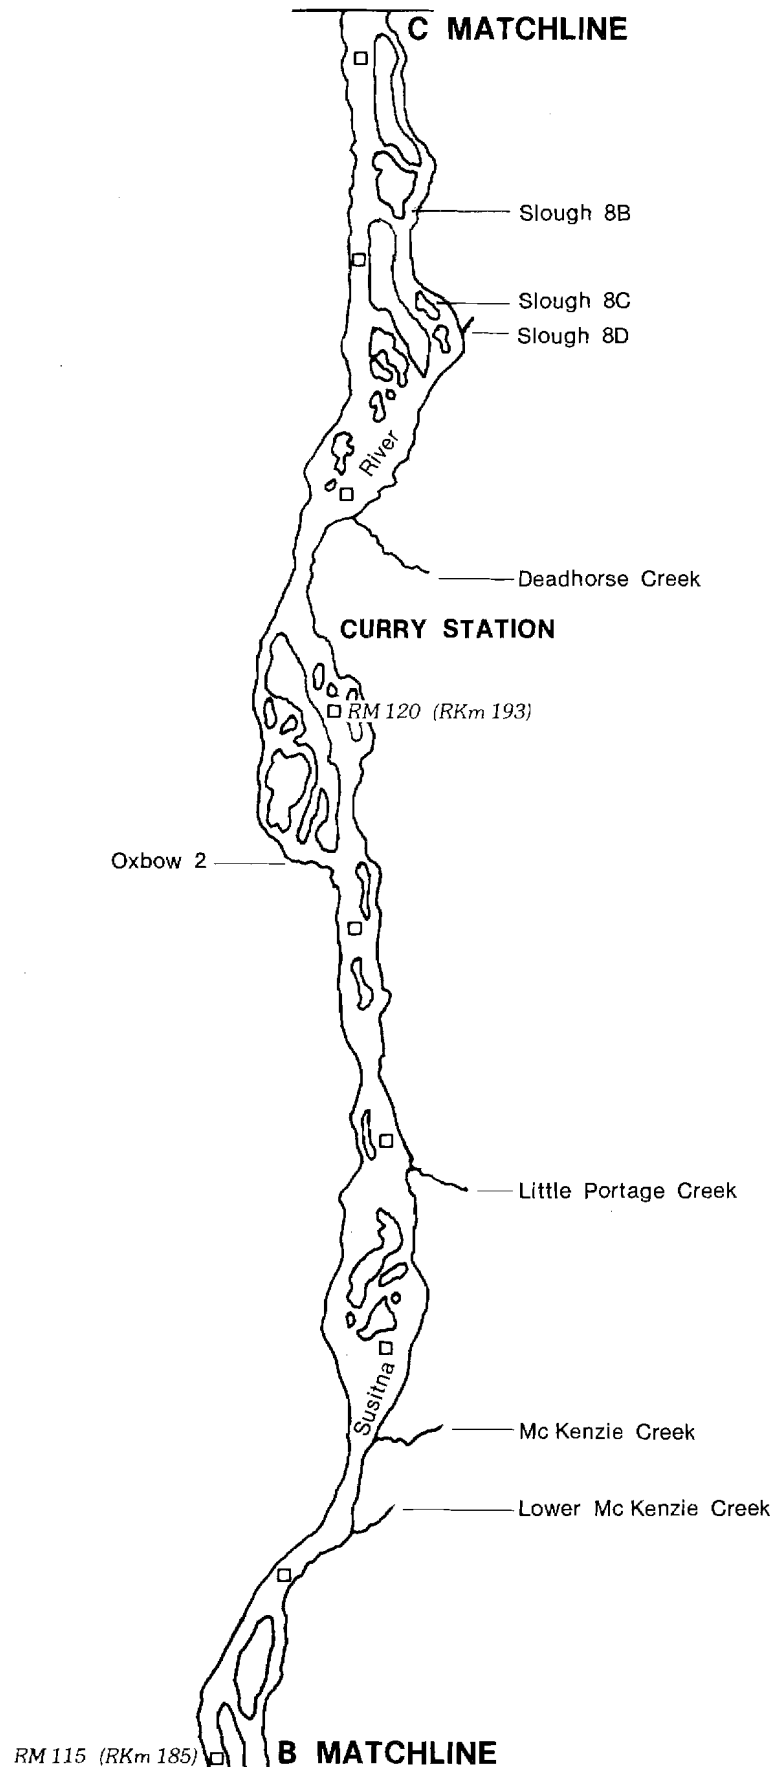 C MATCHLINE
Slough 8B
Slough 8C
Slough 8D
River
Deadhorse Creek
CURRY STATION
RM 120 (RKm 193)
Oxbow 2
Little Portage Creek
Susitna
Mc Kenzie Creek
Lower Mc Kenzie Creek
RM 115 (RKm 185)
B MATCHLINE